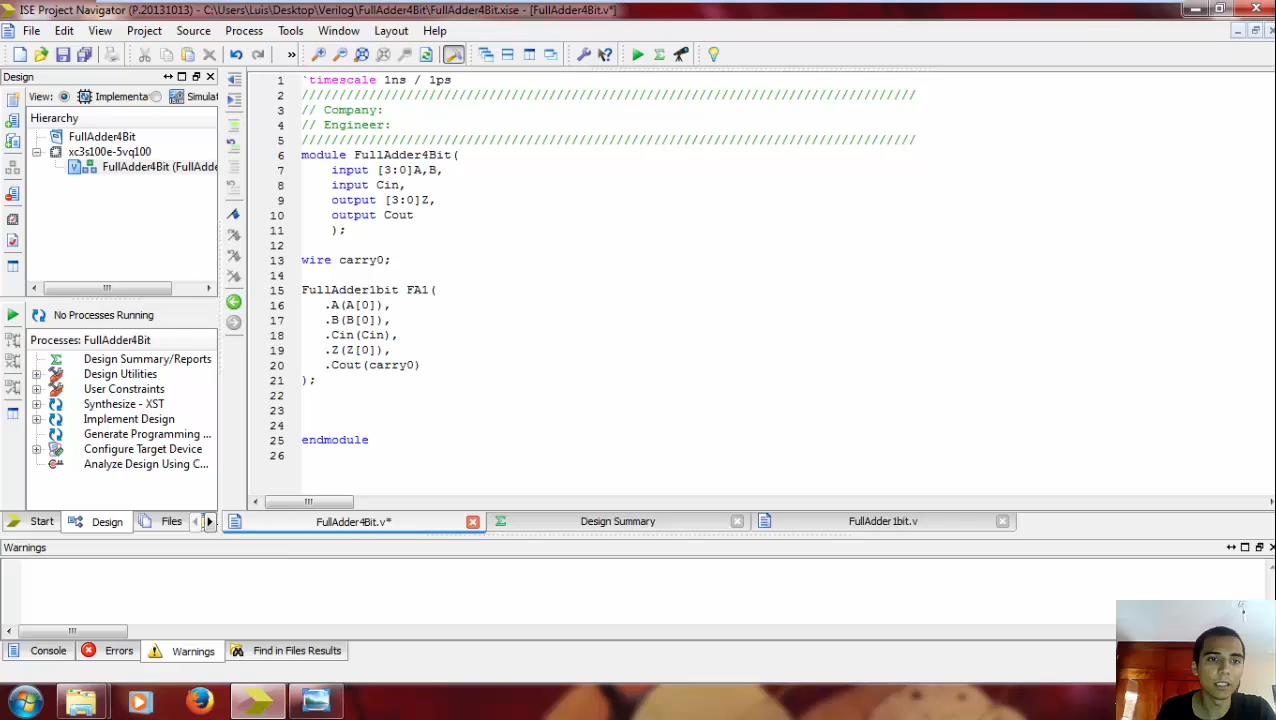 ISE Project Navigator (P.20131013) - C:\Users\Luis\Desktop\Verilog\FullAdder4Bit\FullAdder4Bit.xise - [FullAdder4Bit.v*]
File Edit View Project Source Process Tools Window Layout Help
»
Design
View: Implementa Simulat
Hierarchy
FullAdder4Bit
xc3s100e-5vq100
FullAdder4Bit (FullAdde
No Processes Running
Processes: FullAdder4Bit
Design Summary/Reports
Design Utilities
User Constraints
Synthesize - XST
Implement Design
Generate Programming ...
Configure Target Device
Analyze Design Using C...
Start Design Files
1 `timescale 1ns / 1ps
2 //////////////////////////////////////////////////////////////////////////////////
3 // Company:
4 // Engineer:
5 //////////////////////////////////////////////////////////////////////////////////
6 module FullAdder4Bit(
7 input [3:0]A,B,
8 input Cin,
9 output [3:0]Z,
10 output Cout
11 );
12
13 wire carry0;
14
15 FullAdder1bit FA1(
16 .A(A[0]),
17 .B(B[0]),
18 .Cin(Cin),
19 .Z(Z[0]),
20 .Cout(carry0)
21 );
22
23
24
25 endmodule
26
FullAdder4Bit.v* Design Summary FullAdder1bit.v
Warnings
Console Errors Warnings Find in Files Results